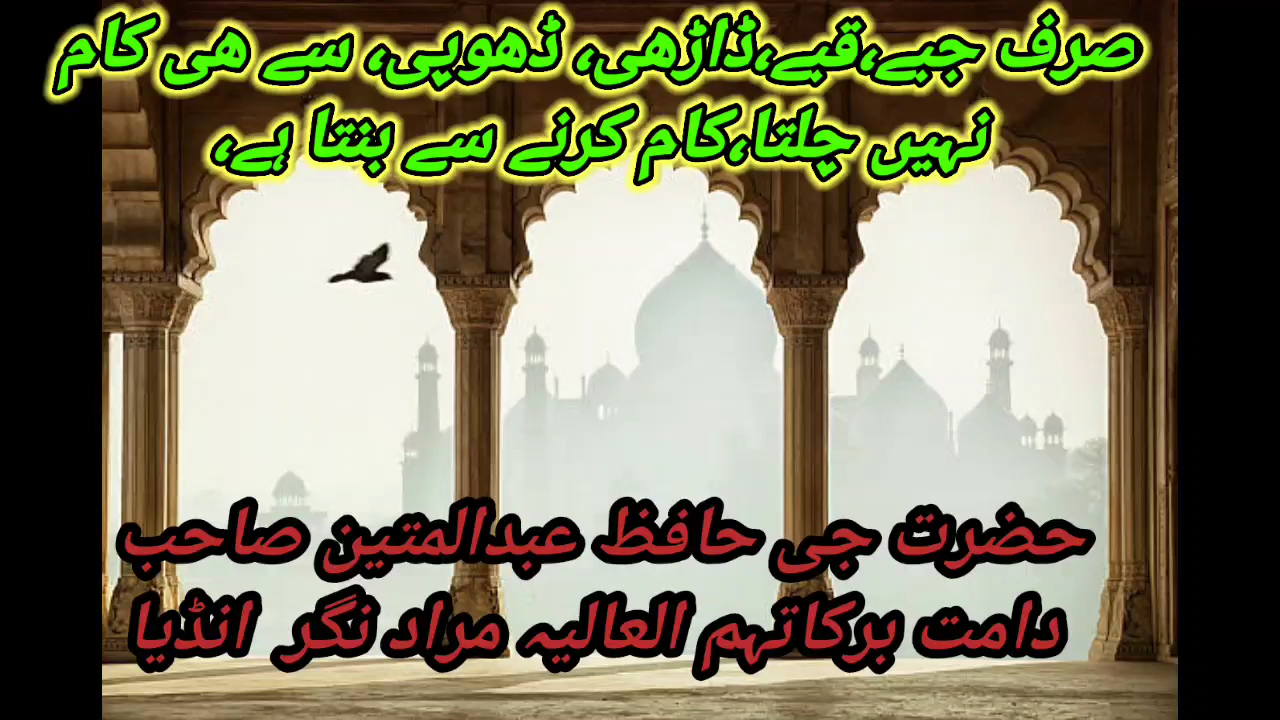 صرف جبے،قبے،ڈاڑھی، ڈھوپی، سے ھی کام
نہیں چلتا،کام کرنے سے بنتا ہے،
حضرت جی حافظ عبدالمتین صاحب
دامت برکاتہم العالیہ مراد نگر انڈیا